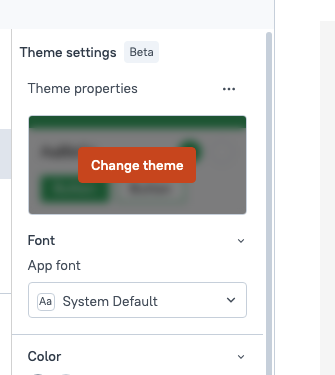 Theme settings Beta
Theme properties
Change theme
Font
App font
Aa System Default
Color